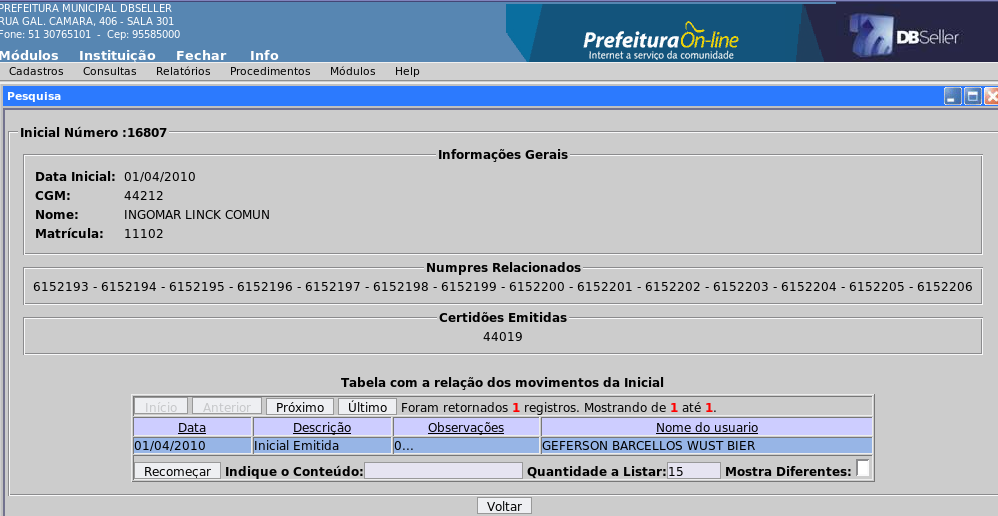 PREFEITURA MUNICIPAL DBSELLER
RUA GAL. CAMARA, 406 - SALA 301
Fone: 51 30765101 - Cep: 95585000
PrefeituraOn-line
Internet a serviço da comunidade
DBSeller
Módulos Instituição Fechar Info
Cadastros Consultas Relatórios Procedimentos Módulos Help
Pesquisa
Inicial Número :16807
Informações Gerais
Data Inicial: 01/04/2010
CGM: 44212
Nome: INGOMAR LINCK COMUN
Matrícula: 11102
Numpres Relacionados
6152193 - 6152194 - 6152195 - 6152196 - 6152197 - 6152198 - 6152199 - 6152200 - 6152201 - 6152202 - 6152203 - 6152204 - 6152205 - 6152206
Certidões Emitidas
44019
Tabela com a relação dos movimentos da Inicial
Início Anterior Próximo Último Foram retornados 1 registros. Mostrando de 1 até 1.
Data Descrição Observações Nome do usuario
01/04/2010 Inicial Emitida 0... GEFERSON BARCELLOS WUST BIER
Recomeçar Indique o Conteúdo: Quantidade a Listar:15 Mostra Diferentes:
Voltar